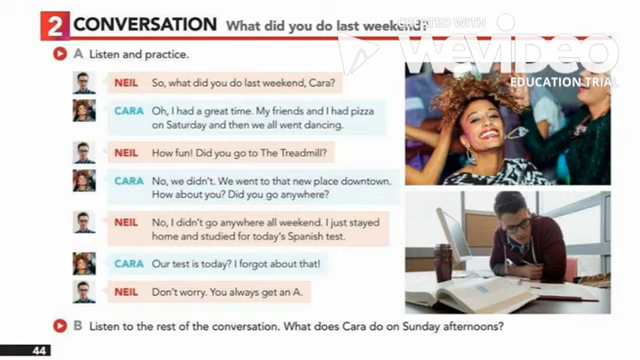 2 CONVERSATION What did you do last weekend?
CREATED WITH
wevideo
EDUCATION TRIAL
A Listen and practice.
NEIL So, what did you do last weekend, Cara?
CARA Oh, I had a great time. My friends and I had pizza
on Saturday and then we all went dancing.
NEIL How fun! Did you go to The Treadmill?
CARA No, we didn't. We went to that new place downtown.
How about you? Did you go anywhere?
NEIL No, I didn't go anywhere all weekend. I just stayed
home and studied for today's Spanish test.
CARA Our test is today? I forgot about that!
NEIL Don't worry. You always get an A.
B Listen to the rest of the conversation. What does Cara do on Sunday afternoons?
44